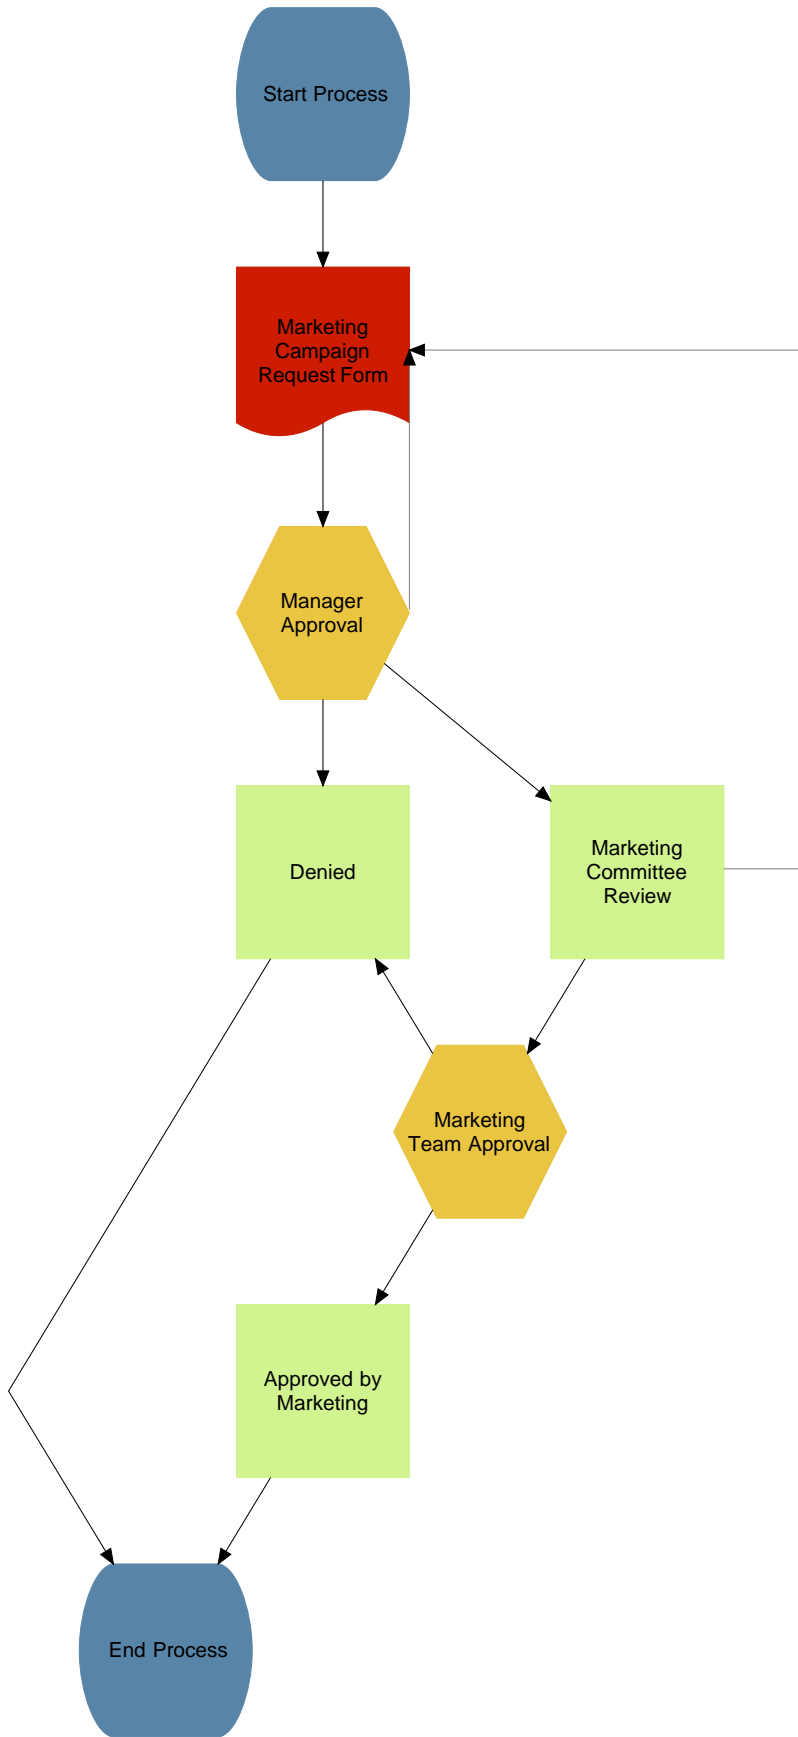 Start Process
Marketing
Campaign
Request Form
Manager
Approval
Denied
Marketing
Committee
Review
Marketing
Team Approval
Approved by
Marketing
End Process